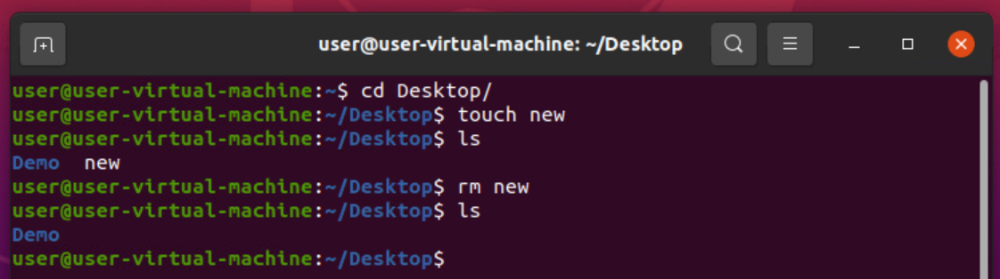 user@user-virtual-machine: ~/Desktop
user@user-virtual-machine:~$ cd Desktop/
user@user-virtual-machine:~/Desktop$ touch new
user@user-virtual-machine:~/Desktop$ ls
Demo  new
user@user-virtual-machine:~/Desktop$ rm new
user@user-virtual-machine:~/Desktop$ ls
Demo
user@user-virtual-machine:~/Desktop$